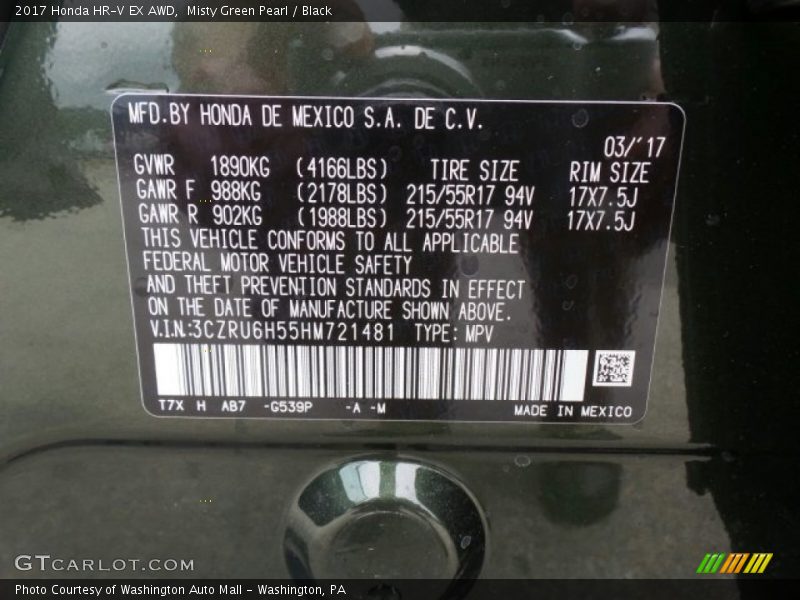 2017 Honda HR-V EX AWD, Misty Green Pearl / Black
MFD.BY HONDA DE MEXICO S.A. DE C.V.
03/'17
GVWR 1890KG (4166LBS) TIRE SIZE RIM SIZE
GAWR F 988KG (2178LBS) 215/55R17 94V 17X7.5J
GAWR R 902KG (1988LBS) 215/55R17 94V 17X7.5J
THIS VEHICLE CONFORMS TO ALL APPLICABLE
FEDERAL MOTOR VEHICLE SAFETY
AND THEFT PREVENTION STANDARDS IN EFFECT
ON THE DATE OF MANUFACTURE SHOWN ABOVE.
V.I.N:3CZRU6H55HM721481 TYPE: MPV
T7X H AB7 -G539P -A -M MADE IN MEXICO
GTCARLOT.COM
Photo Courtesy of Washington Auto Mall - Washington, PA